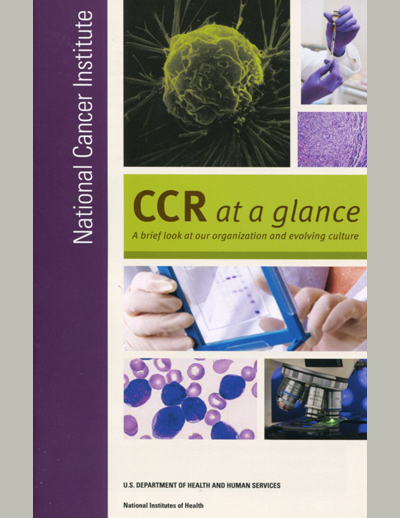 National Cancer Institute
CCR at a glance
A brief look at our organization and evolving culture
U.S. DEPARTMENT OF HEALTH AND HUMAN SERVICES
National Institutes of Health